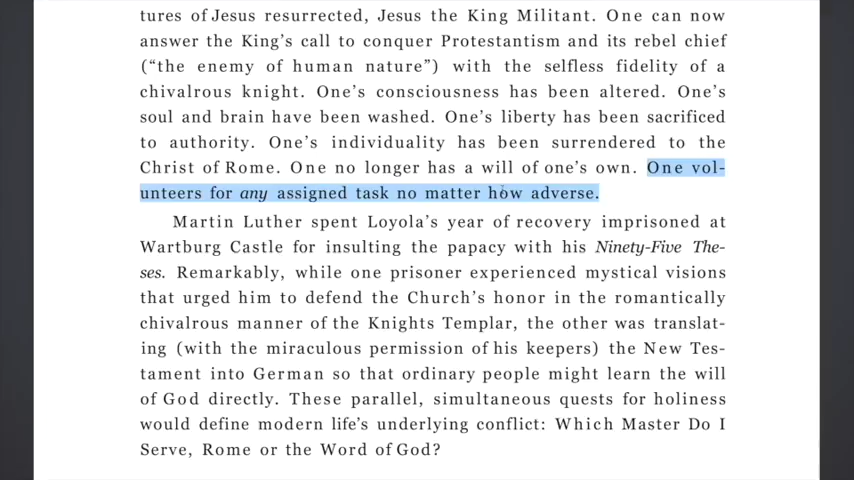 tures of Jesus resurrected, Jesus the King Militant. One can now
answer the King's call to conquer Protestantism and its rebel chief
(“the enemy of human nature”) with the selfless fidelity of a
chivalrous knight. One's consciousness has been altered. One's
soul and brain have been washed. One's liberty has been sacrificed
to authority. One's individuality has been surrendered to the
Christ of Rome. One no longer has a will of one's own. One vol-
unteers for any assigned task no matter how adverse.
Martin Luther spent Loyola's year of recovery imprisoned at
Wartburg Castle for insulting the papacy with his Ninety-Five The-
ses. Remarkably, while one prisoner experienced mystical visions
that urged him to defend the Church's honor in the romantically
chivalrous manner of the Knights Templar, the other was translat-
ing (with the miraculous permission of his keepers) the New Tes-
tament into German so that ordinary people might learn the will
of God directly. These parallel, simultaneous quests for holiness
would define modern life's underlying conflict: Which Master Do I
Serve, Rome or the Word of God?